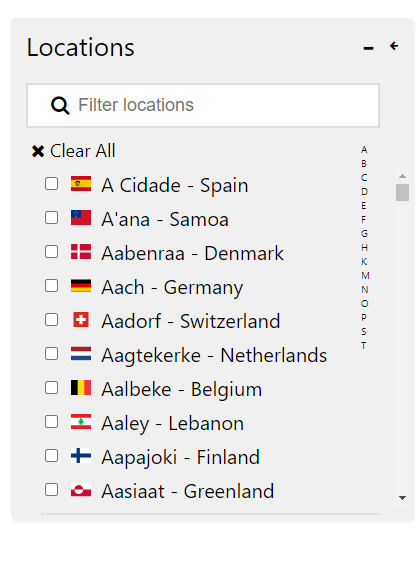 Locations
Filter locations
Clear All
A Cidade - Spain
A'ana - Samoa
Aabenraa - Denmark
Aach - Germany
Aadorf - Switzerland
Aagtekerke - Netherlands
Aalbeke - Belgium
Aaley - Lebanon
Aapajoki - Finland
Aasiaat - Greenland
A
B
C
D
E
F
G
H
K
M
N
O
P
S
T